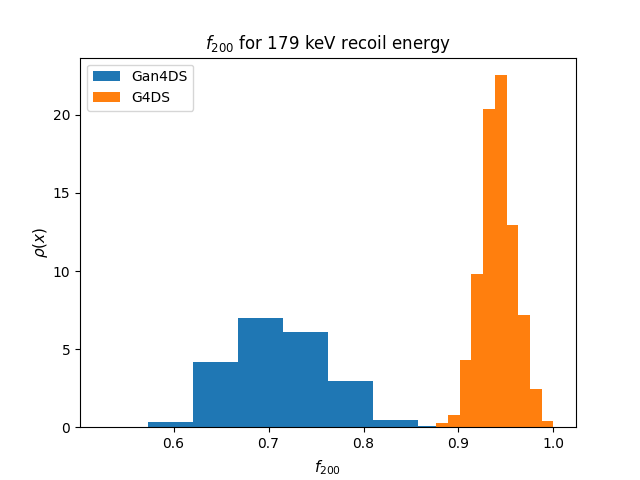 f₂₀₀ for 179 keV recoil energy
Gan4DS
G4DS
ρ(x)
20
15
10
5
0
0.6 0.7 0.8 0.9 1.0
f₂₀₀